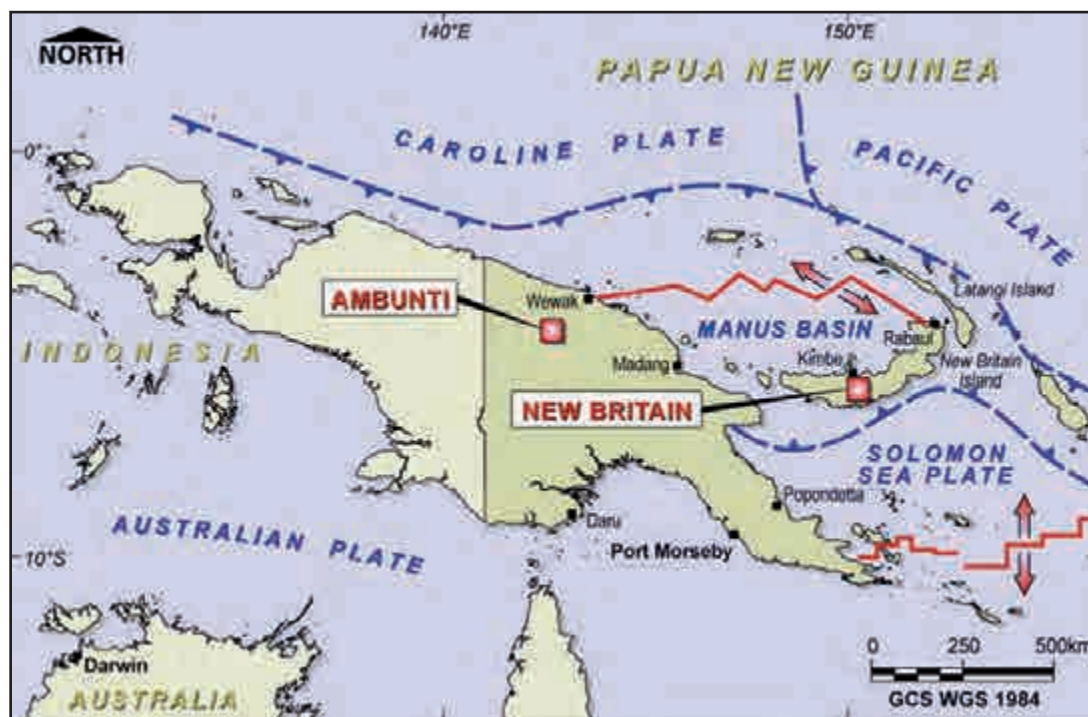 140°E
150°E
NORTH
PAPUA NEW GUINEA
0°
CAROLINE PLATE
PACIFIC
PLATE
AMBUNTI
Wewak
Latangi Island
MANUS BASIN
Rabaul
INDONESIA
Kimbe
Madang
New Britain
Island
NEW BRITAIN
SOLOMON
SEA PLATE
Popondetta
AUSTRALIAN PLATE
Daru
Port Morseby
10°S
0 250 500km
Darwin
AUSTRALIA
GCS WGS 1984